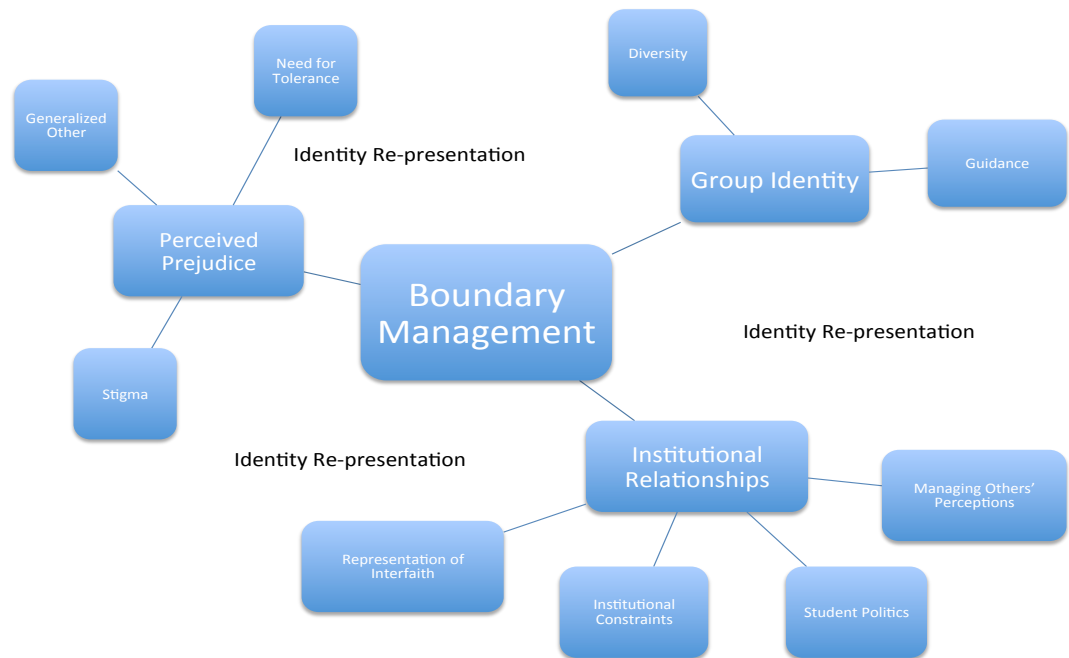 Need for
Tolerance
Diversity
Generalized
Other
Identity Re-presentation
Group Identity
Guidance
Perceived
Prejudice
Boundary
Management
Identity Re-presentation
Stigma
Identity Re-presentation
Institutional
Relationships
Managing Others’
Perceptions
Representation of
Interfaith
Institutional
Constraints
Student Politics